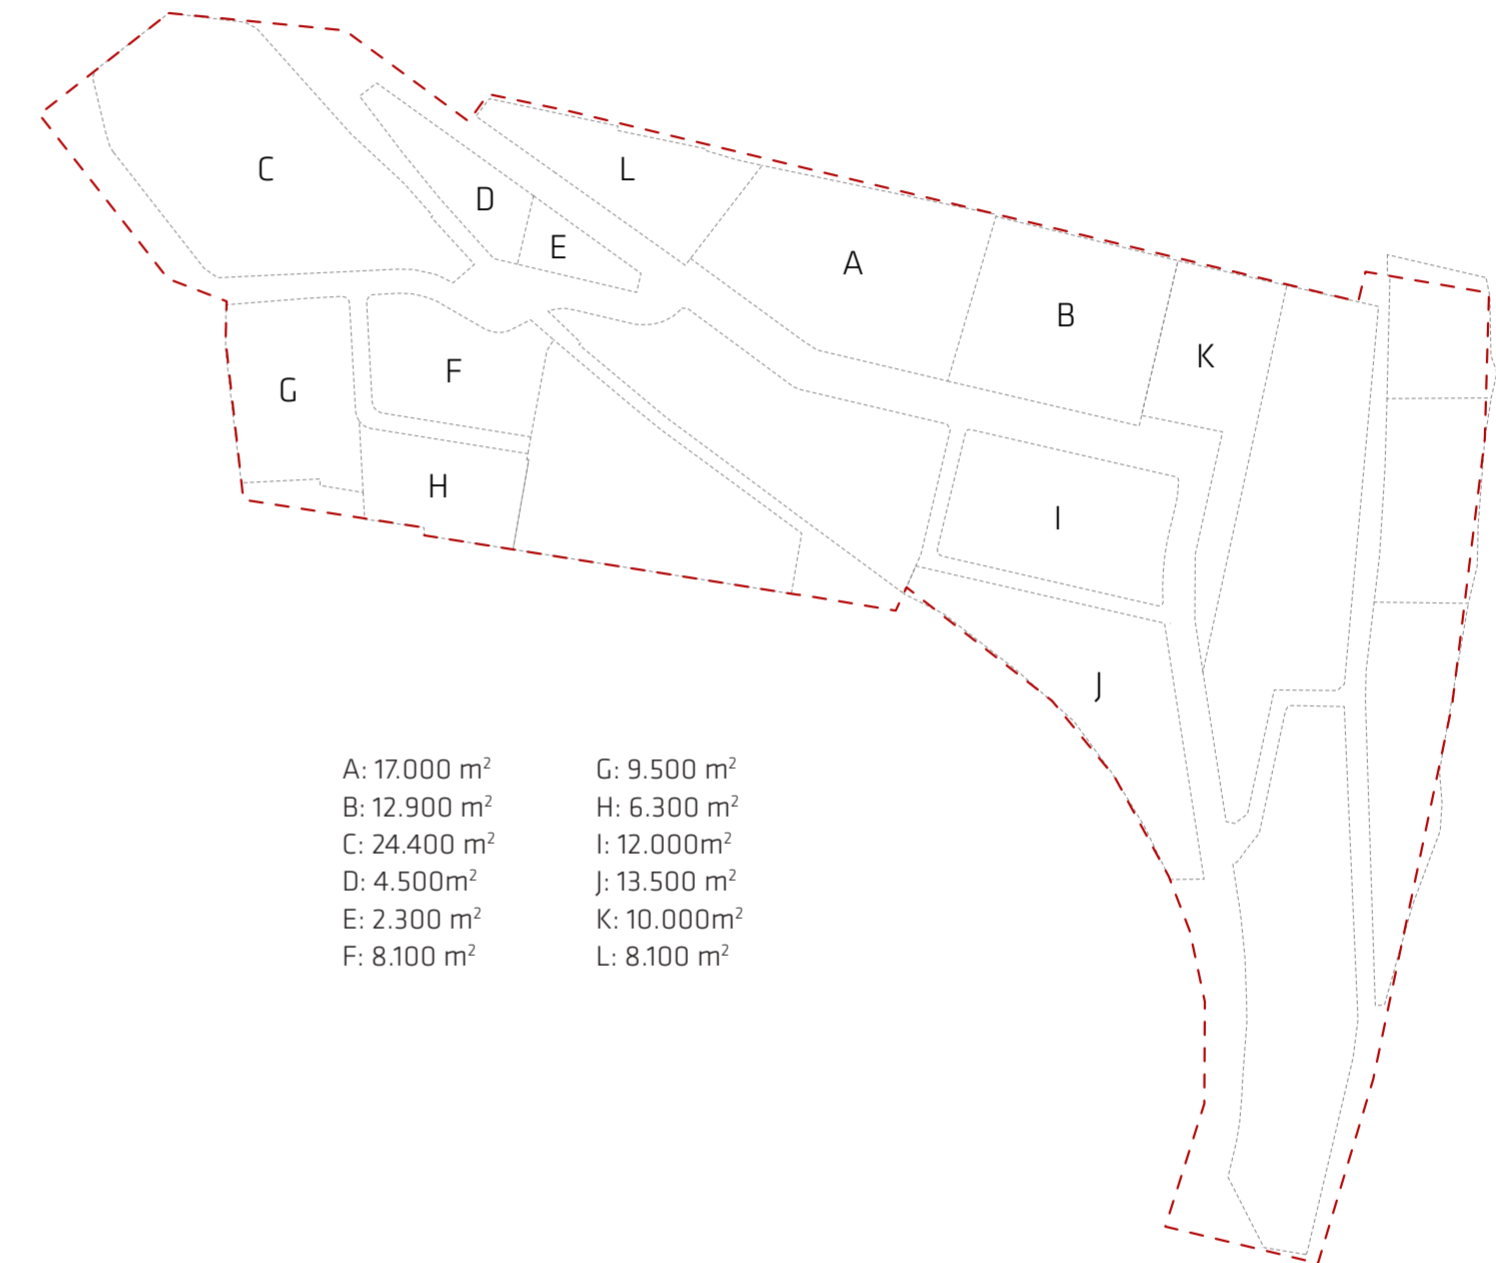 C
L
D
E
A
B
K
F
G
H
I
J
A: 17.000 m²
B: 12.900 m²
C: 24.400 m²
D: 4.500m²
E: 2.300 m²
F: 8.100 m²
G: 9.500 m²
H: 6.300 m²
I: 12.000m²
J: 13.500 m²
K: 10.000m²
L: 8.100 m²